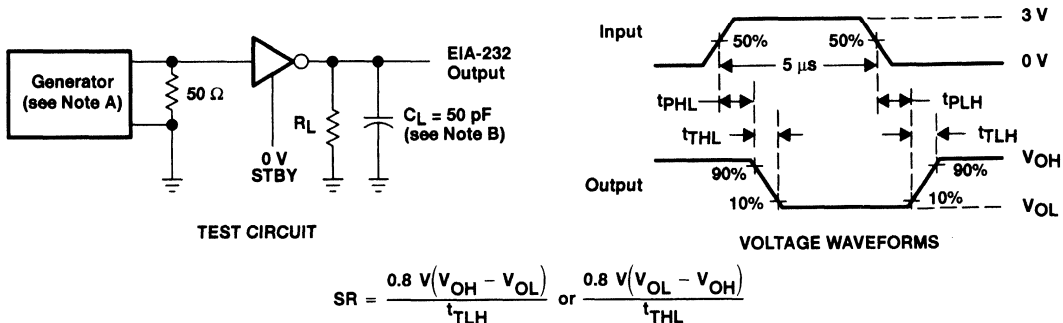 Generator
(see Note A)
50 Ω
0 V
STBY
RL
CL = 50 pF
(see Note B)
EIA-232
Output
TEST CIRCUIT
Input
50%
50%
3 V
0 V
5 μs
tPHL
tPLH
tTHL
tTLH
Output
90%
10%
10%
90%
VOH
VOL
VOLTAGE WAVEFORMS
SR = 0.8 V(VOH − VOL) / tTLH or 0.8 V(VOL − VOH) / tTHL